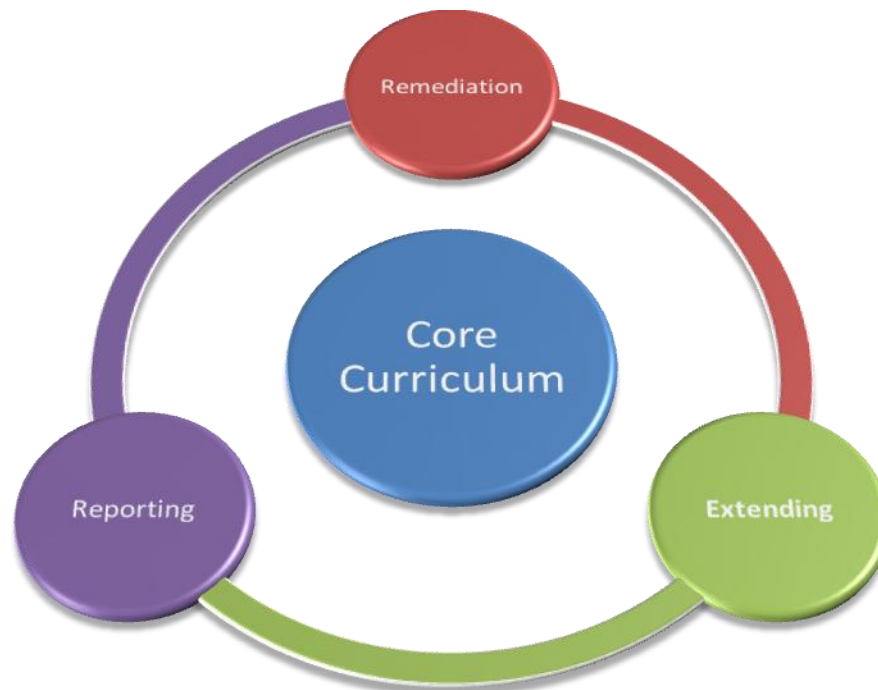 Remediation
Core
Curriculum
Reporting
Extending